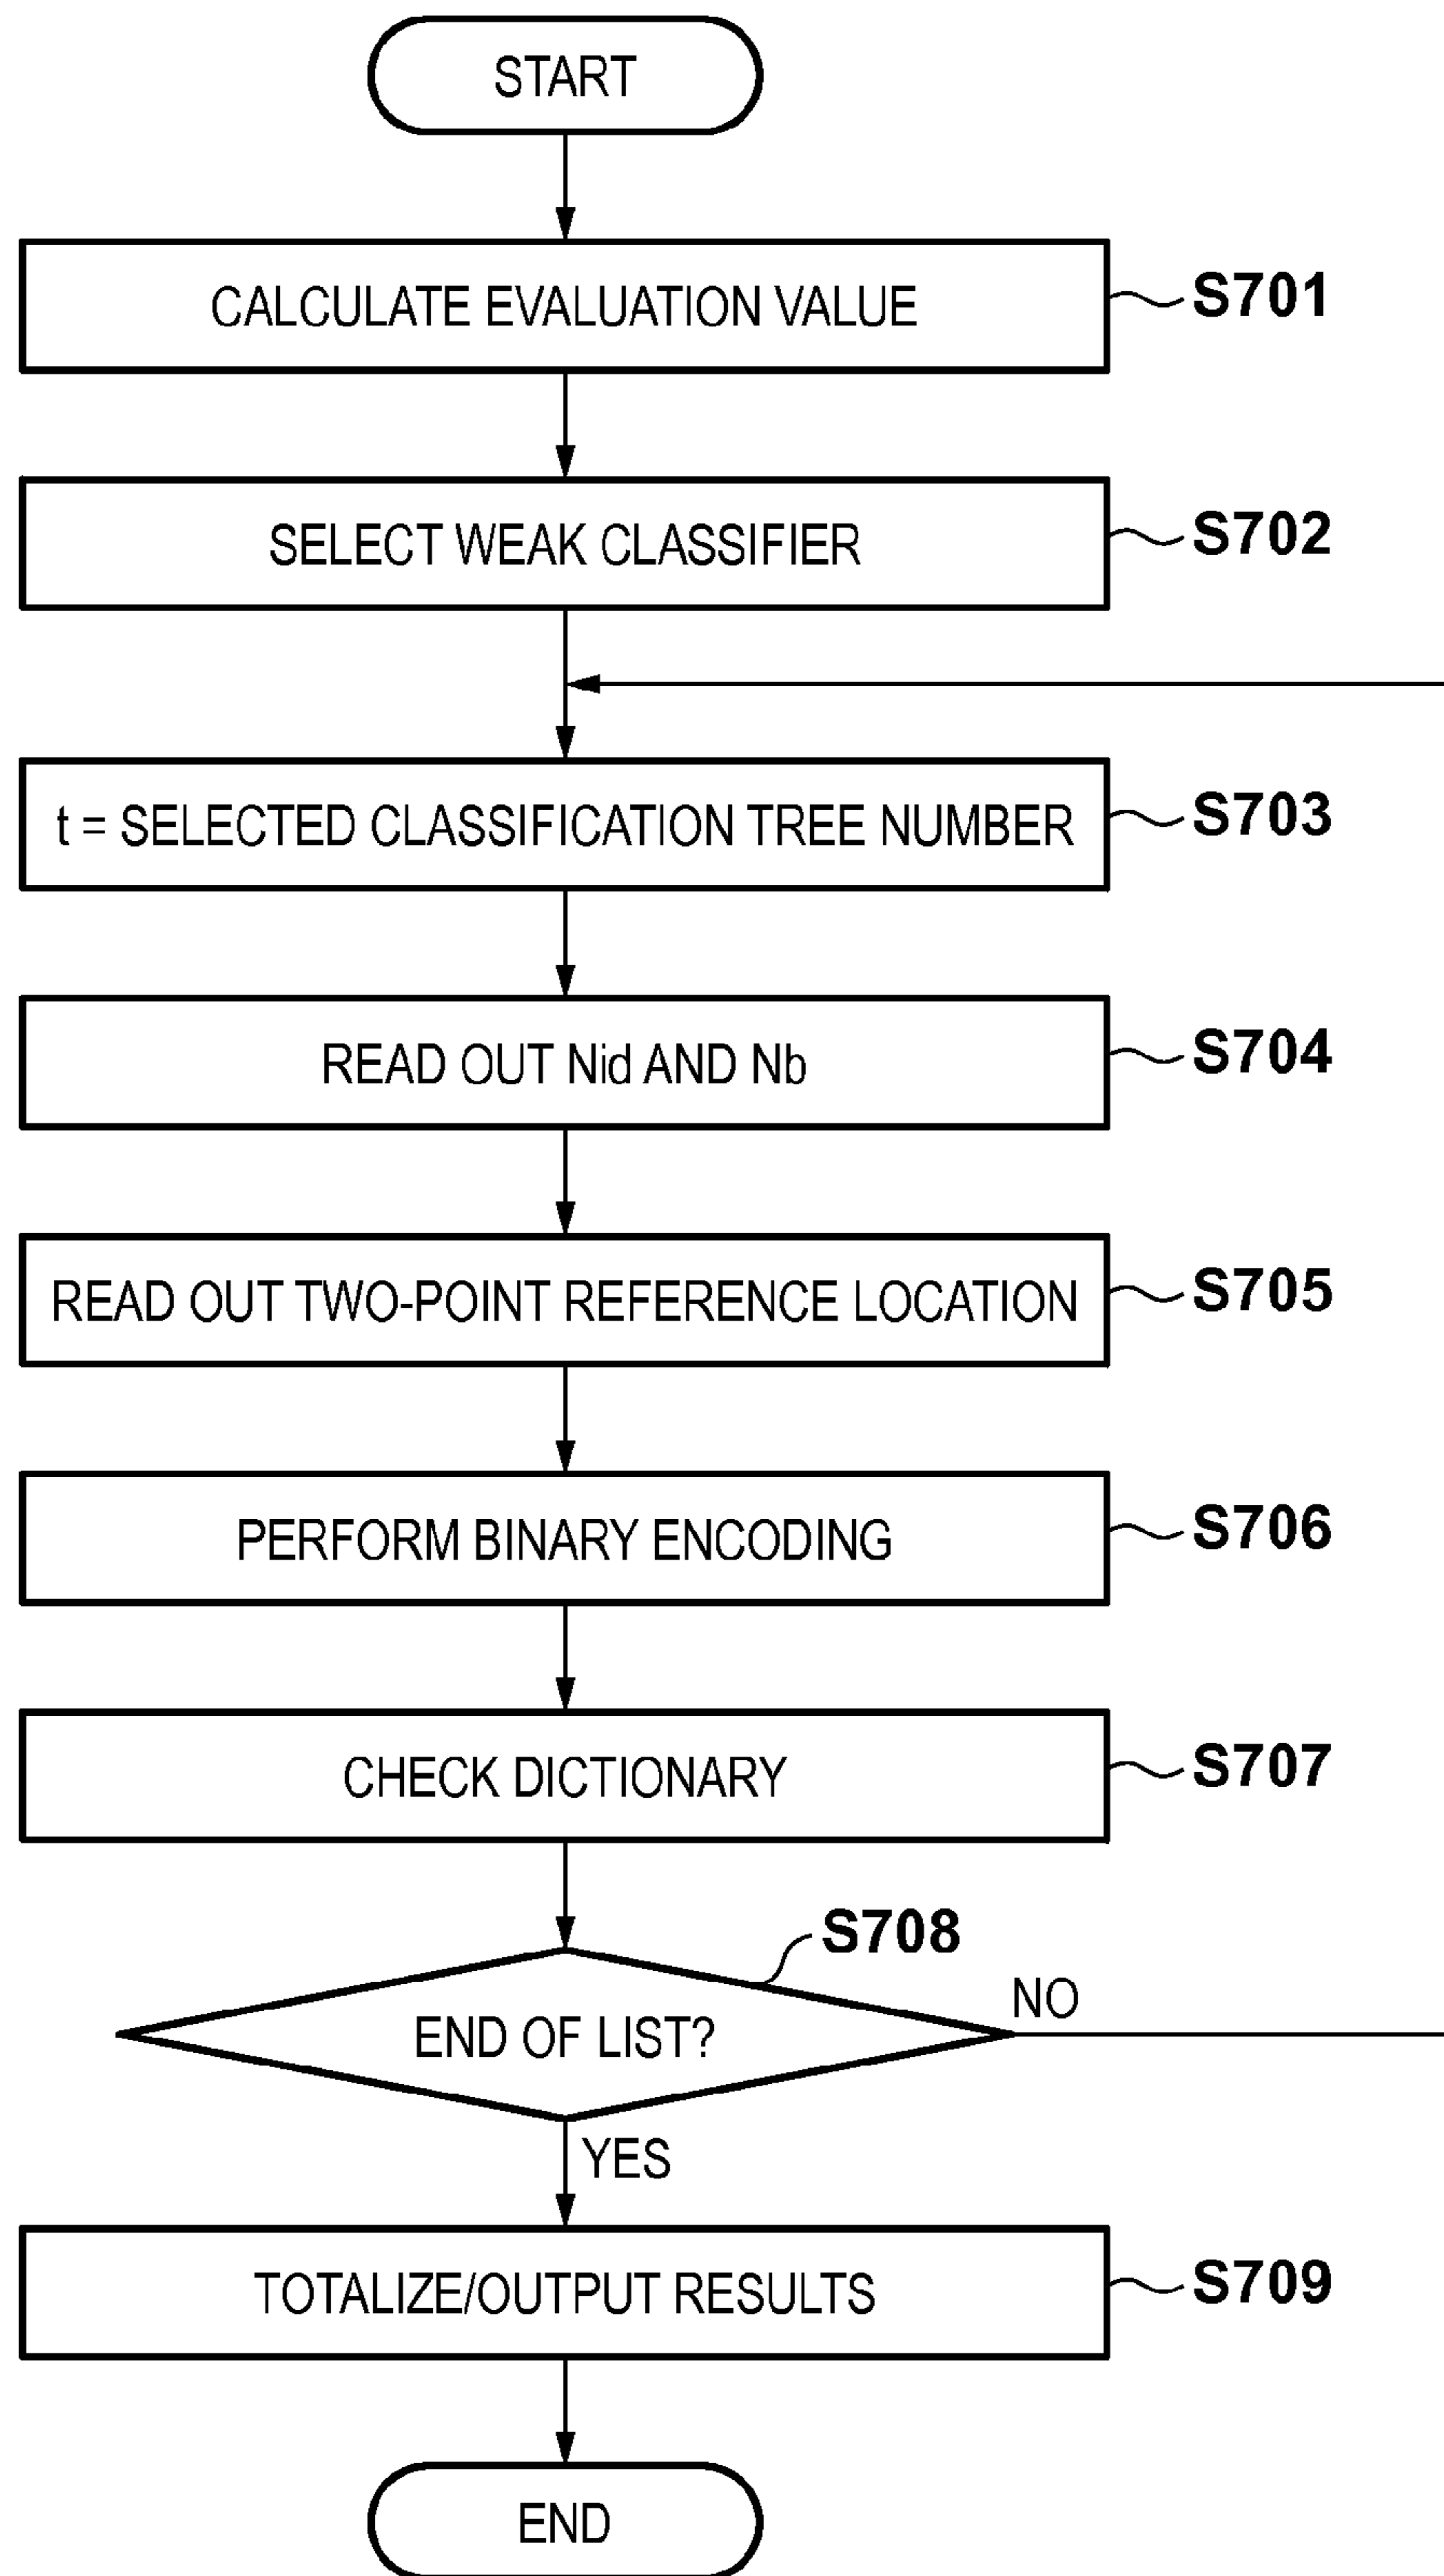 START
CALCULATE EVALUATION VALUE
S701
SELECT WEAK CLASSIFIER
S702
t = SELECTED CLASSIFICATION TREE NUMBER
S703
READ OUT Nid AND Nb
S704
READ OUT TWO-POINT REFERENCE LOCATION
S705
PERFORM BINARY ENCODING
S706
CHECK DICTIONARY
S707
S708
END OF LIST?
NO
YES
TOTALIZE/OUTPUT RESULTS
S709
END